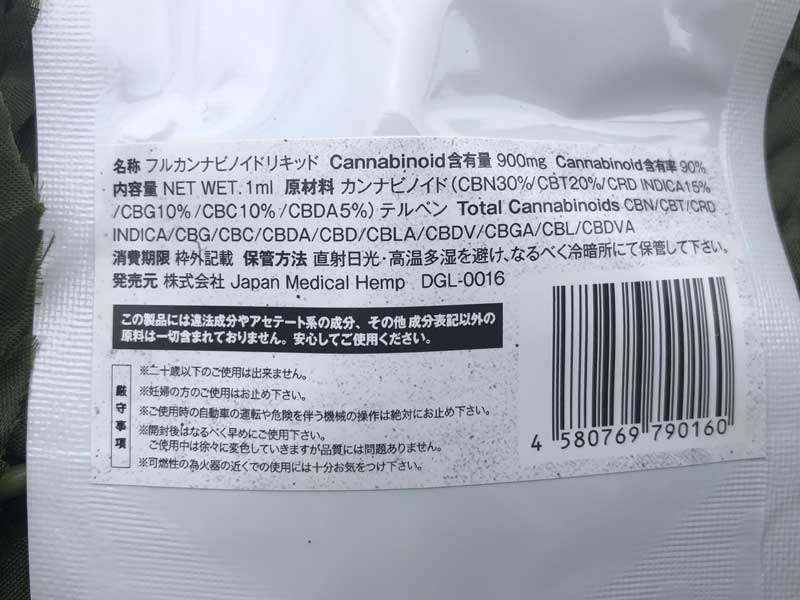 名称 フルカンナビノイドリキッド Cannabinoid含有量 900mg Cannabinoid含有率 90%
内容量 NET WET.1ml 原材料 カンナビノイド(CBN30%/CBT20%/CRD INDICA15%
/CBG10%/CBC10%/CBDA5%)テルペン Total Cannabinoids CBN/CBT/CRD
INDICA/CBG/CBC/CBDA/CBD/CBLA/CBDV/CBGA/CBL/CBDVA
消費期限 枠外記載 保管方法 直射日光・高温多湿を避け、なるべく冷暗所にて保管して下さい。
発売元 株式会社 Japan Medical Hemp DGL-0016
この製品には違法成分やアセテート系の成分、その他 成分表記以外の
原料は一切含まれておりません。安心してご使用ください。
厳守事項
※二十歳以下のご使用は出来ません。
※妊婦の方のご使用はお止め下さい。
※ご使用時の自動車の運転や危険を伴う機械の操作は絶対にお止め下さい。
※開封後はなるべく早めにご使用下さい。
ご使用中は徐々に変色していきますが品質には問題ありません。
※可燃性の為火器の近くでの使用には十分お気をつけ下さい。
4 580769 790160